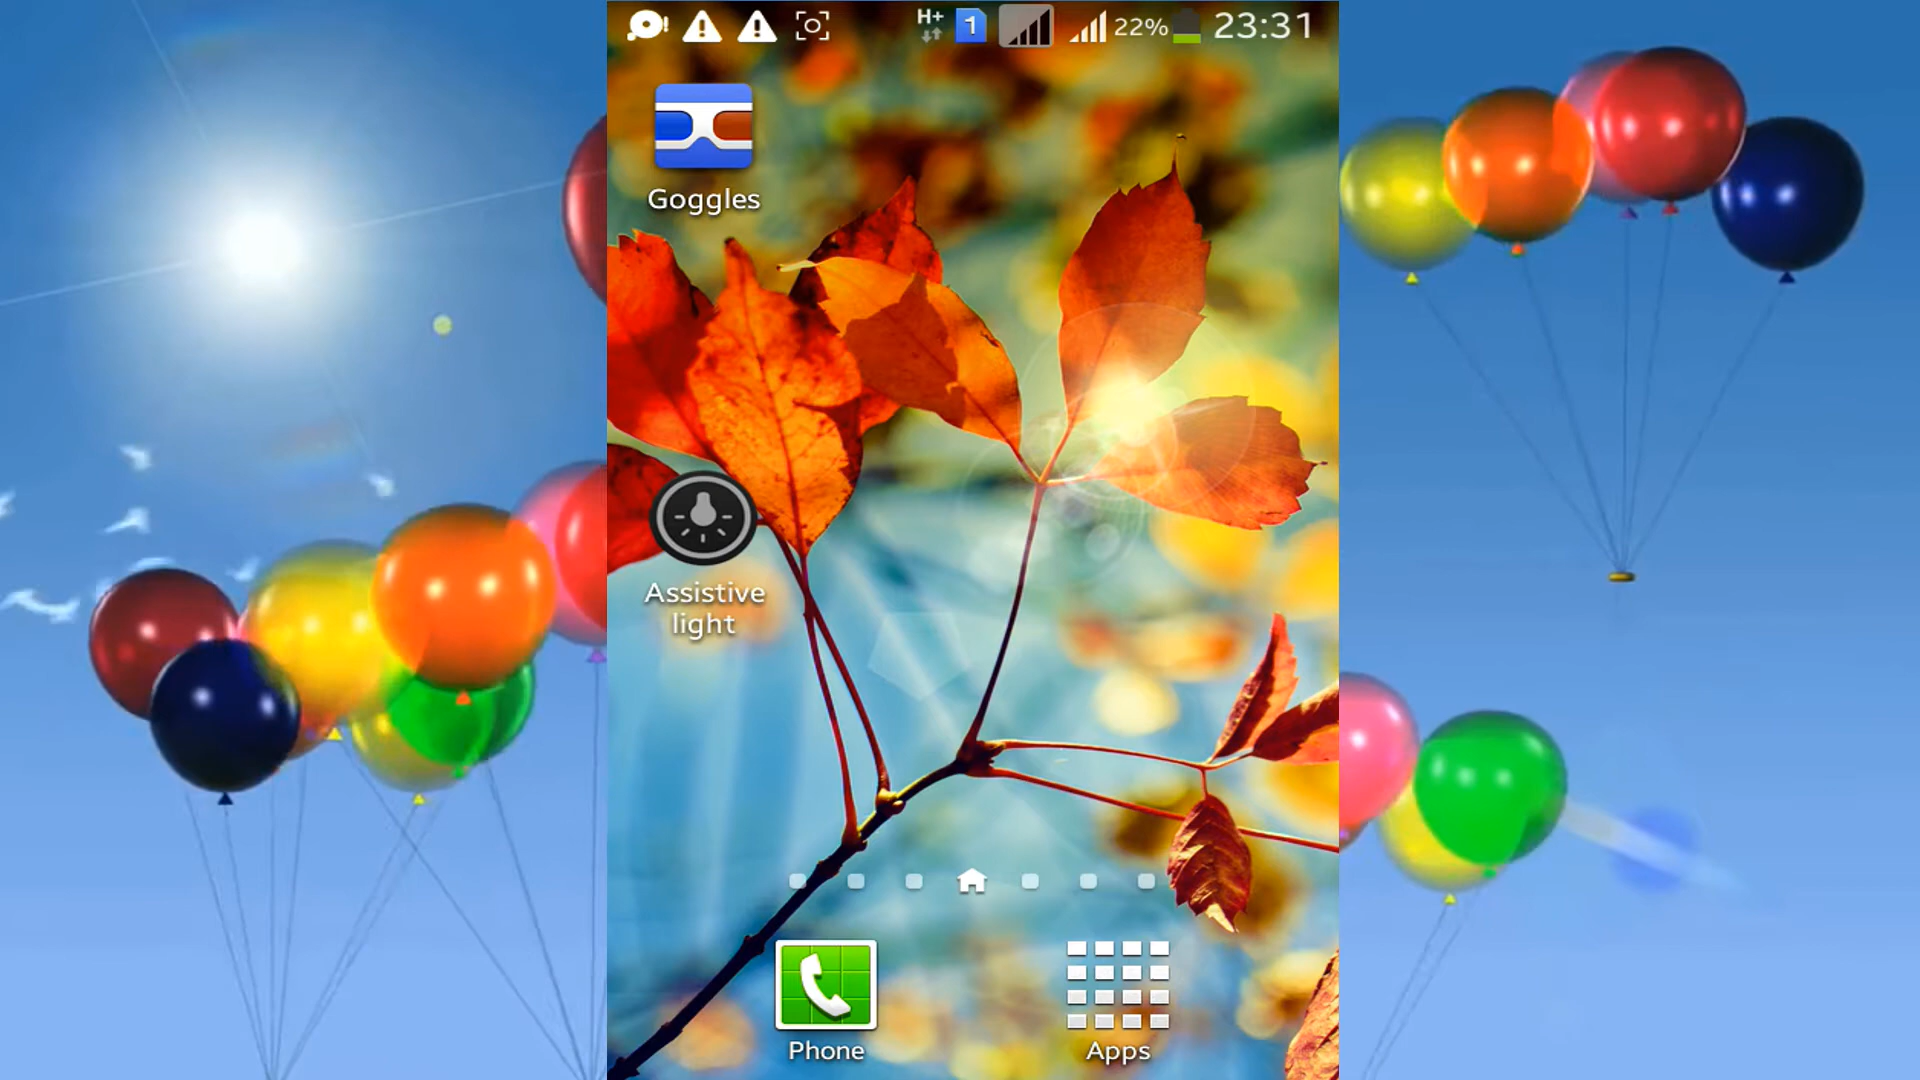 H+ 1 22% 23:31
Goggles
Assistive
light
Phone
Apps